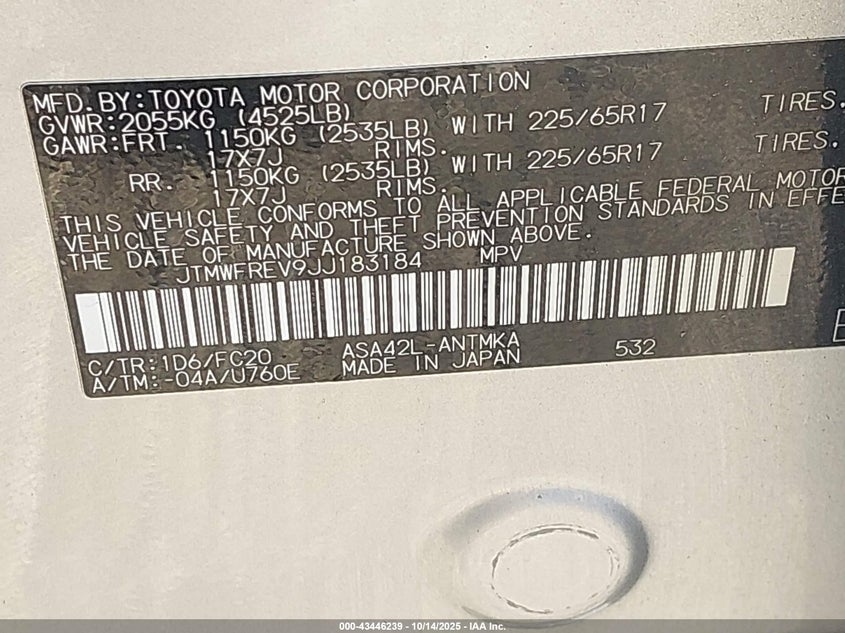 MFD.BY:TOYOTA MOTOR CORPORATION
GVWR:2055KG (4525LB)
GAWR:FRT. 1150KG (2535LB) WITH 225/65R17 TIRES.
17X7J RIMS.
RR. 1150KG (2535LB) WITH 225/65R17 TIRES.
17X7J RIMS.
THIS VEHICLE CONFORMS TO ALL APPLICABLE FEDERAL MOTOR
VEHICLE SAFETY AND THEFT PREVENTION STANDARDS IN EFFE
THE DATE OF MANUFACTURE SHOWN ABOVE.
JTMWFREV9JJ183184 MPV
C/TR:1D6/FC20 ASA42L-ANTMKA 532
A/TM:-04A/U760E MADE IN JAPAN
000-43446239 - 10/14/2025 - IAA Inc.